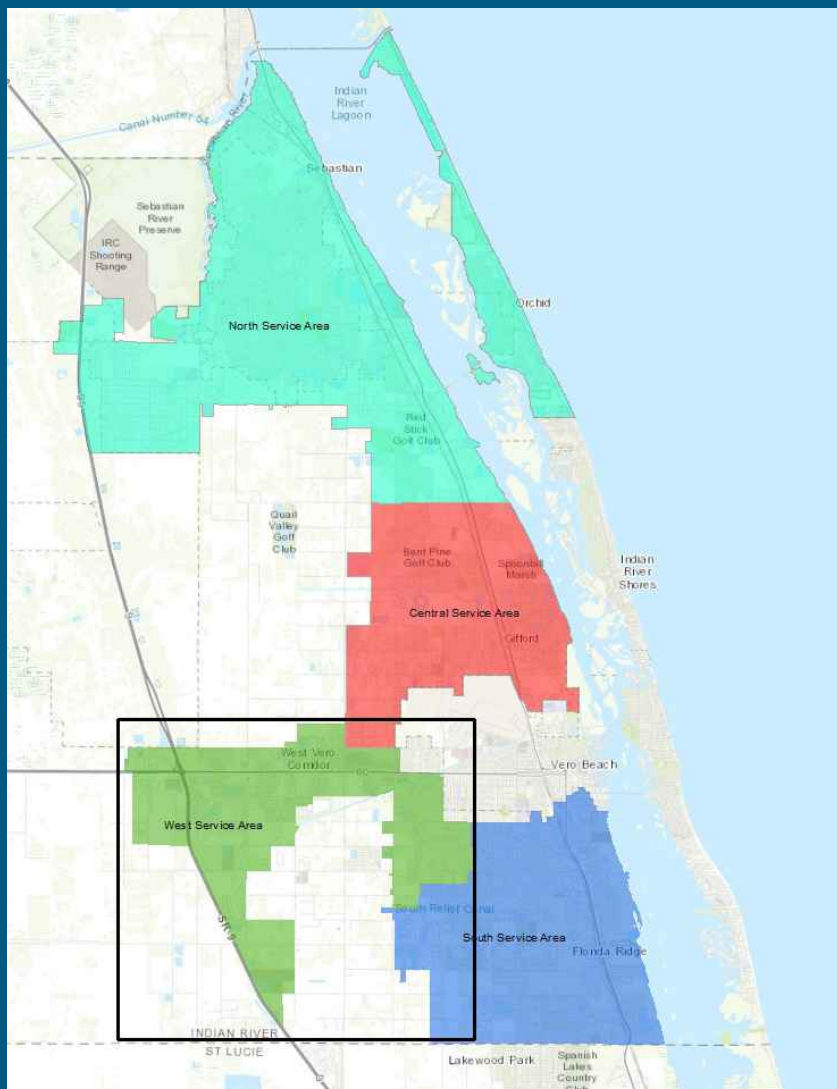 Indian
River
Lagoon
Canal Number 54
Sebastian River
Sebastian
Sebastian
River
Preserve
IRC
Shooting
Range
Orchid
North Service Area
Red
Stick
Golf Club
Quail
Valley
Golf
Club
Bent Pine
Golf Club
Spoonbill
Marsh
Indian
River
Shores
Central Service Area
Gifford
West Vero
Corridor
60
Vero Beach
West Service Area
South Relief Canal
SR-9
South Service Area
Florida Ridge
INDIAN RIVER
ST LUCIE
Lakewood Park
Spanish
Lakes
Country
Club